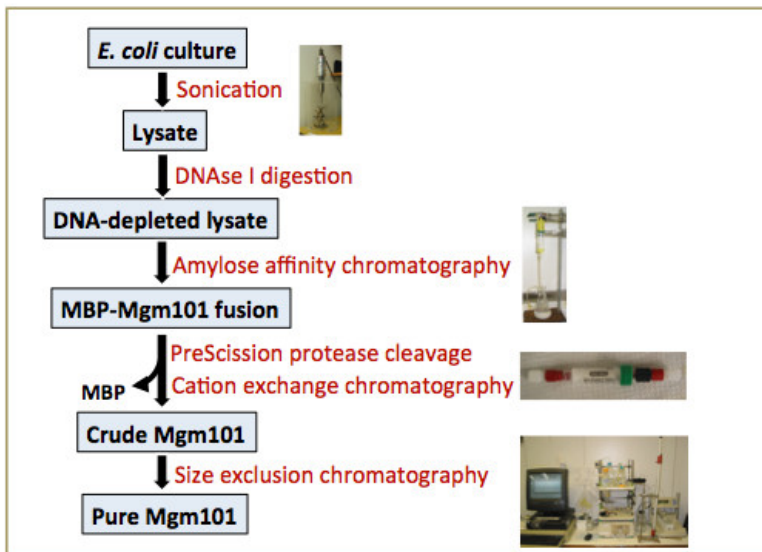 E. coli culture
Sonication
Lysate
DNAse I digestion
DNA-depleted lysate
Amylose affinity chromatography
MBP-Mgm101 fusion
PreScission protease cleavage
MBP
Cation exchange chromatography
Crude Mgm101
Size exclusion chromatography
Pure Mgm101